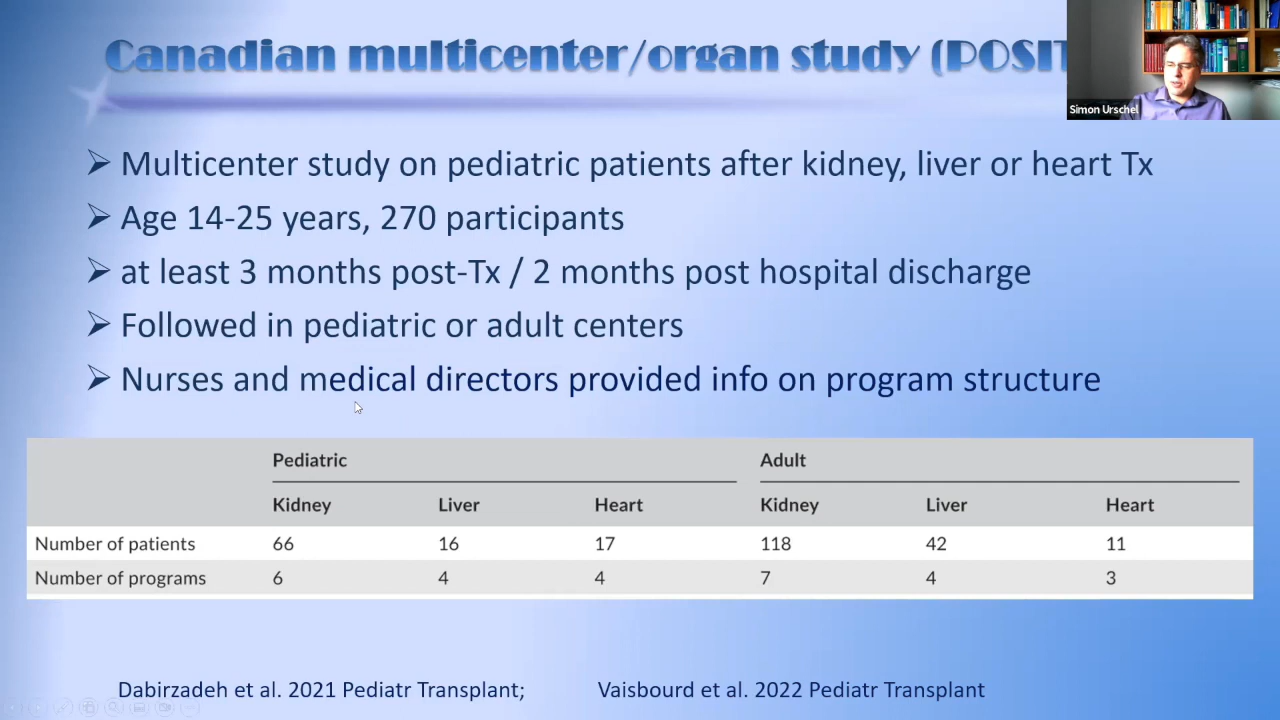 Canadian multicenter/organ study (POSIT
Simon Urschel
➢ Multicenter study on pediatric patients after kidney, liver or heart Tx
➢ Age 14-25 years, 270 participants
➢ at least 3 months post-Tx / 2 months post hospital discharge
➢ Followed in pediatric or adult centers
➢ Nurses and medical directors provided info on program structure
Pediatric Adult
Kidney Liver Heart Kidney Liver Heart
Number of patients 66 16 17 118 42 11
Number of programs 6 4 4 7 4 3
Dabirzadeh et al. 2021 Pediatr Transplant; Vaisbourd et al. 2022 Pediatr Transplant